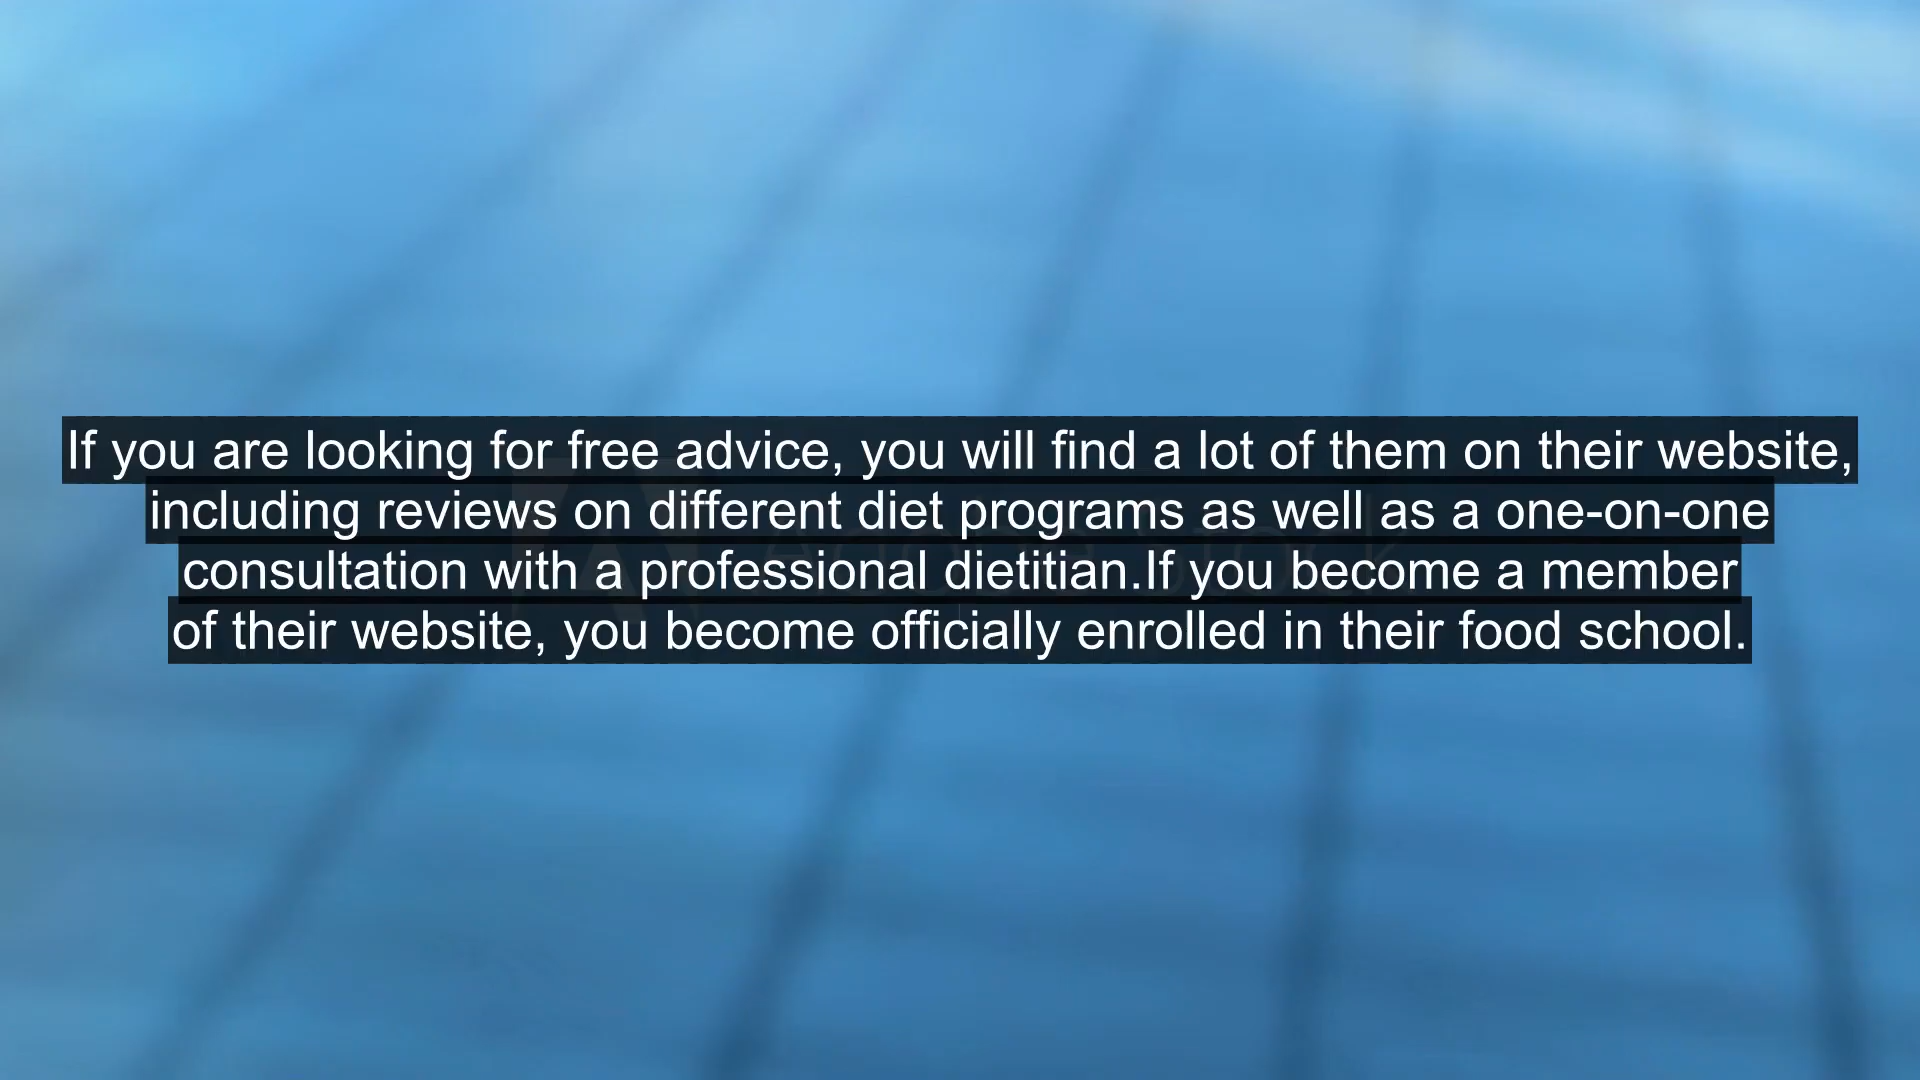 If you are looking for free advice, you will find a lot of them on their website,
including reviews on different diet programs as well as a one-on-one
consultation with a professional dietitian.If you become a member
of their website, you become officially enrolled in their food school.